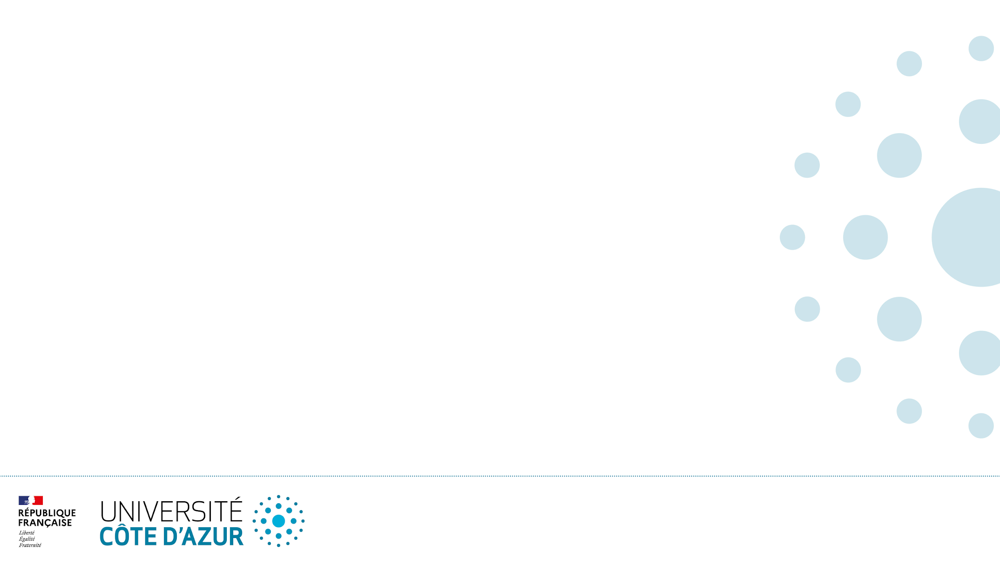 RÉPUBLIQUE
FRANÇAISE
Liberté
Égalité
Fraternité
UNIVERSITÉ
CÔTE D'AZUR